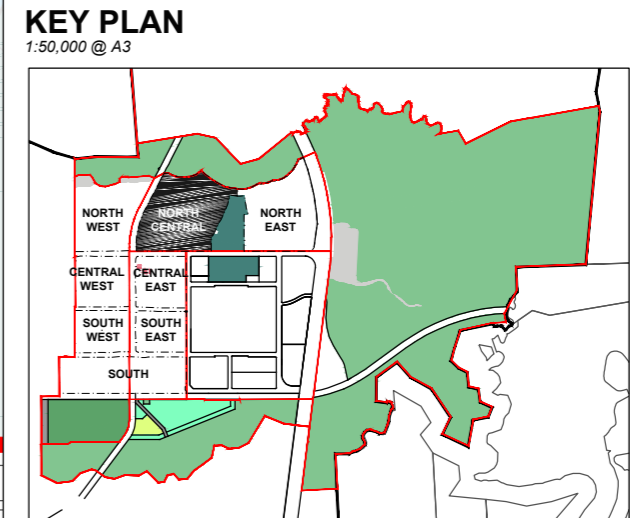 KEY PLAN
1:50,000 @ A3
NORTH
WEST
NORTH
CENTRAL
NORTH
EAST
CENTRAL
WEST
CENTRAL
EAST
SOUTH
WEST
SOUTH
EAST
SOUTH